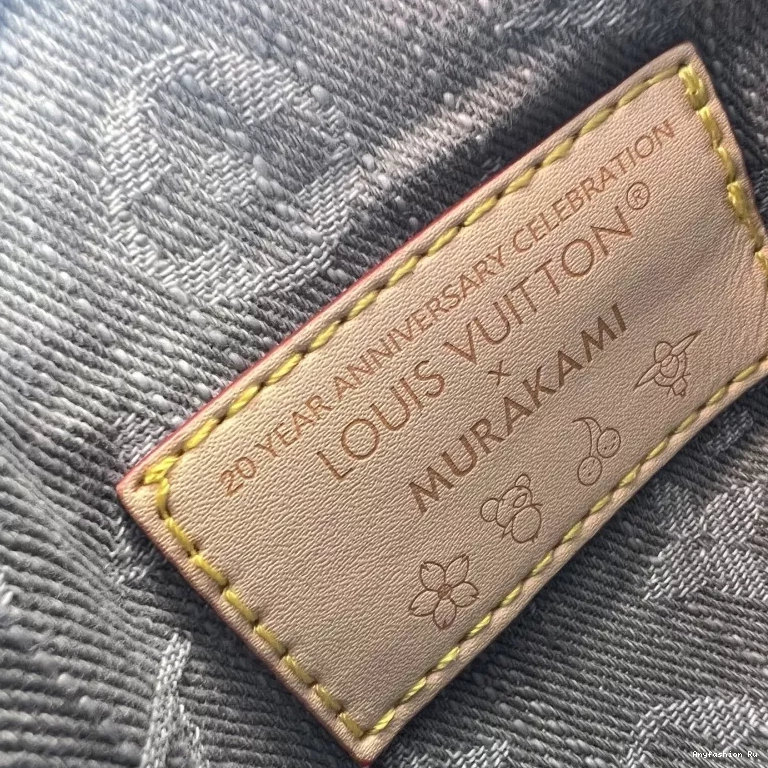 20 YEAR ANNIVERSARY CELEBRATION
LOUIS VUITTON®
X
MURAKAMI
Anyfashion Ru